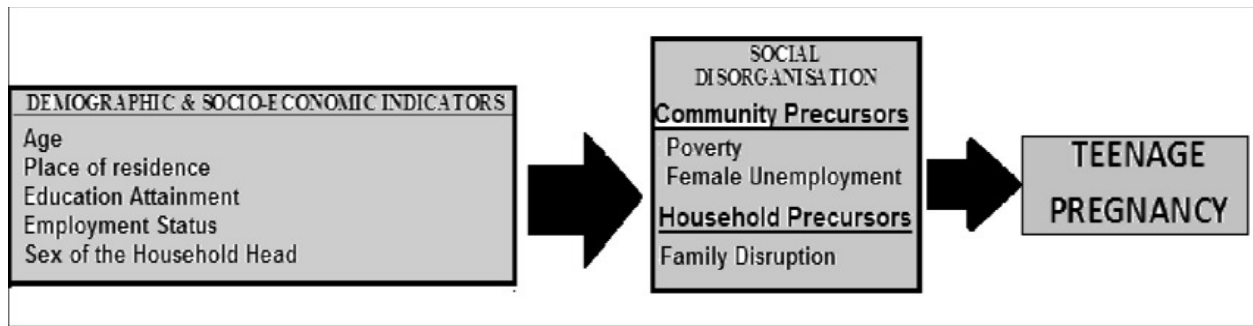 DEMOGRAPHIC & SOCIO-ECONOMIC INDICATORS
Age
Place of residence
Education Attainment
Employment Status
Sex of the Household Head
SOCIAL
DISORGANISATION
Community Precursors
Poverty
Female Unemployment
Household Precursors
Family Disruption
TEENAGE
PREGNANCY